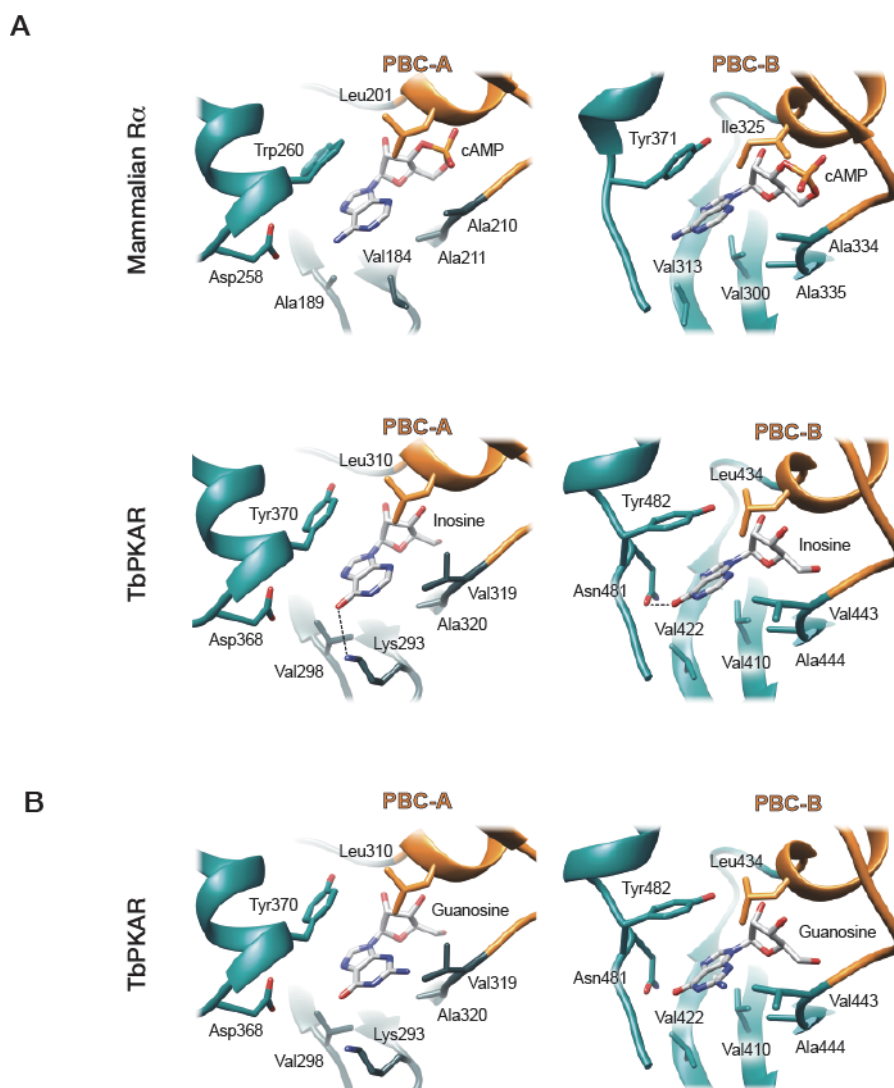 A
Mammalian Rα
PBC-A
Leu201
Trp260
cAMP
Ala210
Asp258
Val184
Ala211
Ala189
PBC-B
Ile325
Tyr371
cAMP
Ala334
Val313
Val300
Ala335
TbPKAR
PBC-A
Leu310
Tyr370
Inosine
Val319
Asp368
Lys293
Ala320
Val298
PBC-B
Leu434
Tyr482
Inosine
Asn481
Val443
Val422
Val410
Ala444
B
TbPKAR
PBC-A
Leu310
Tyr370
Guanosine
Val319
Asp368
Lys293
Ala320
Val298
PBC-B
Leu434
Tyr482
Guanosine
Asn481
Val443
Val422
Val410
Ala444